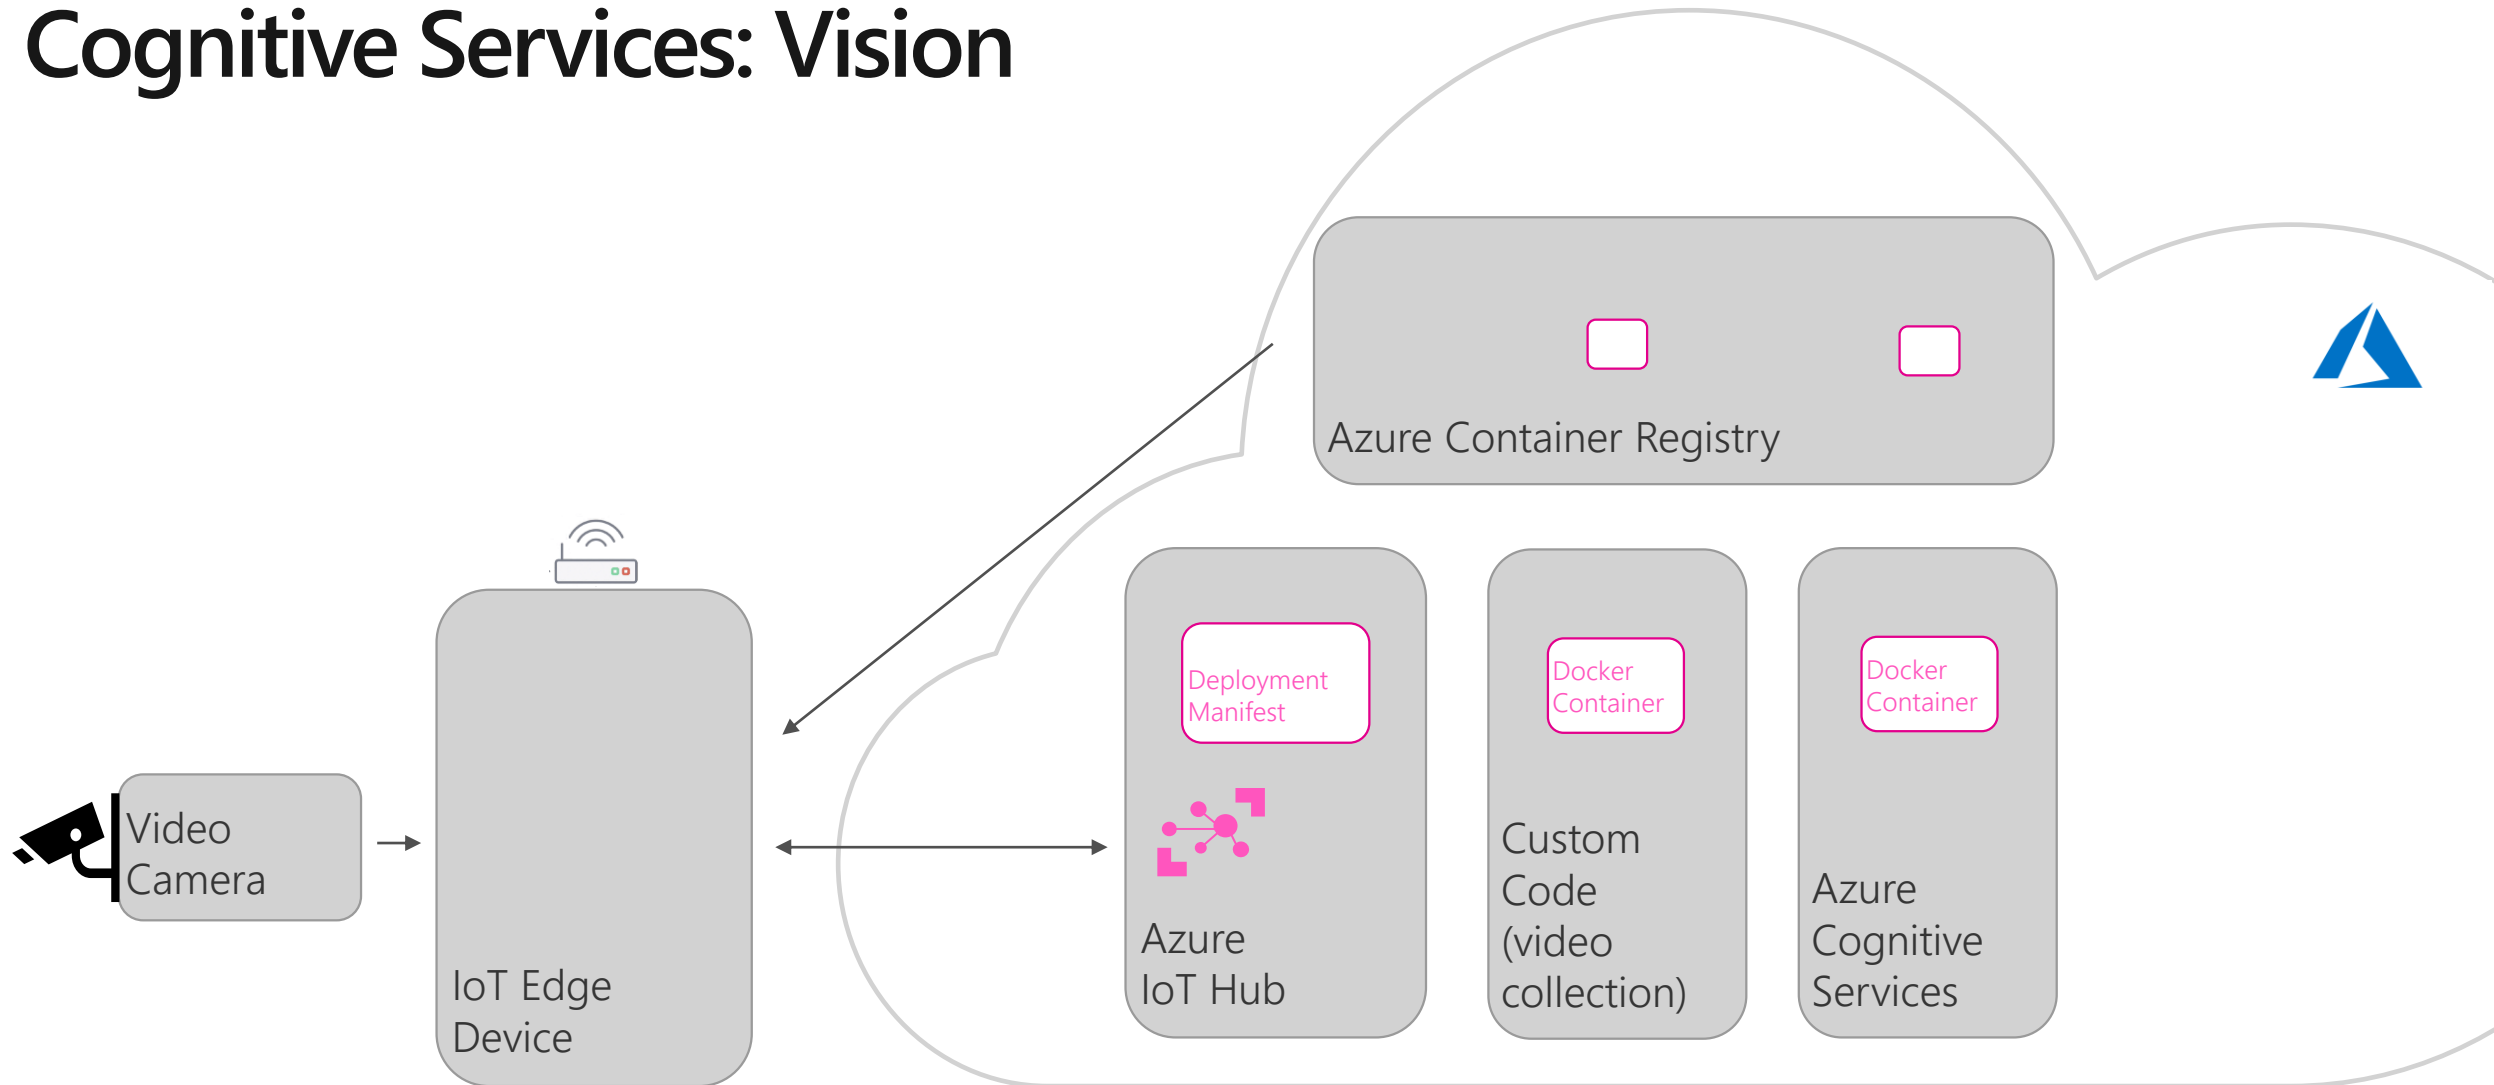 Cognitive Services: Vision
Azure Container Registry
Deployment
Manifest
Docker
Container
Docker
Container
Video
Camera
IoT Edge
Device
Azure
IoT Hub
Custom
Code
(video
collection)
Azure
Cognitive
Services